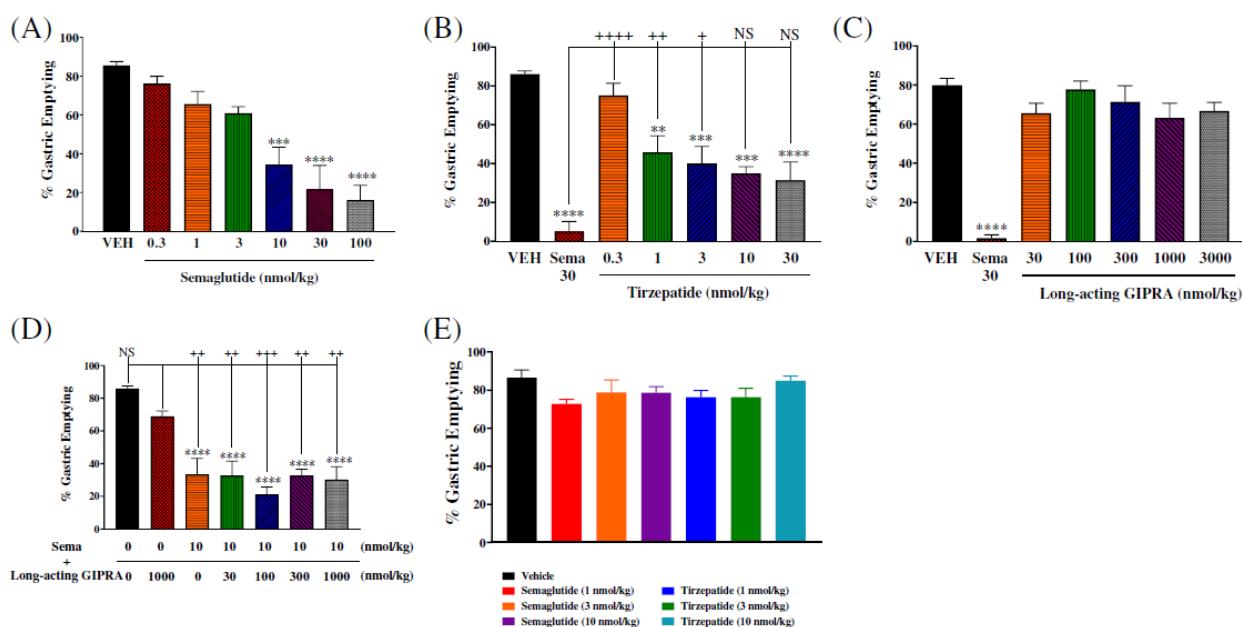 (A)
% Gastric Emptying
100
80
60
40
20
0
***
****
****
VEH 0.3 1 3 10 30 100
Semaglutide (nmol/kg)
(B)
% Gastric Emptying
100
80
60
40
20
0
++++ ++ + NS NS
****
**
***
***
****
VEH Sema 0.3 1 3 10 30
30
Tirzepatide (nmol/kg)
(C)
% Gastric Emptying
100
80
60
40
20
0
****
VEH Sema 30 100 300 1000 3000
30
Long-acting GIPRA (nmol/kg)
(D)
% Gastric Emptying
100
80
60
40
20
0
NS ++ ++ +++ ++ ++
****
****
****
****
****
Sema 0 0 10 10 10 10 10 (nmol/kg)
+
Long-acting GIPRA 0 1000 0 30 100 300 1000 (nmol/kg)
(E)
% Gastric Emptying
100
80
60
40
80
100
Vehicle
Semaglutide (1 nmol/kg) Tirzepatide (1 nmol/kg)
Semaglutide (3 nmol/kg) Tirzepatide (3 nmol/kg)
Semaglutide (10 nmol/kg) Tirzepatide (10 nmol/kg)